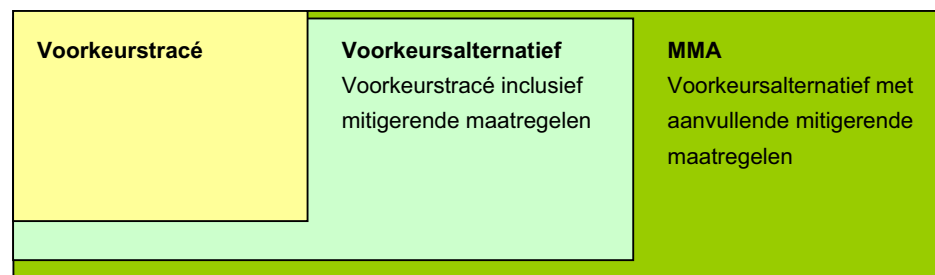 Voorkeurstracé
Voorkeursalternatief
Voorkeurstracé inclusief
mitigerende maatregelen
MMA
Voorkeursalternatief met
aanvullende mitigerende
maatregelen